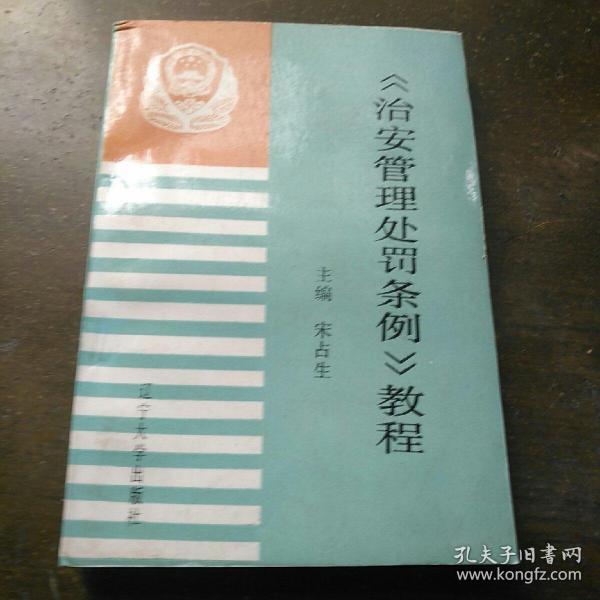 《治安管理处罚条例》教程
主编 宋占生
辽宁大学出版社
孔夫子旧书网
www.kongfz.com